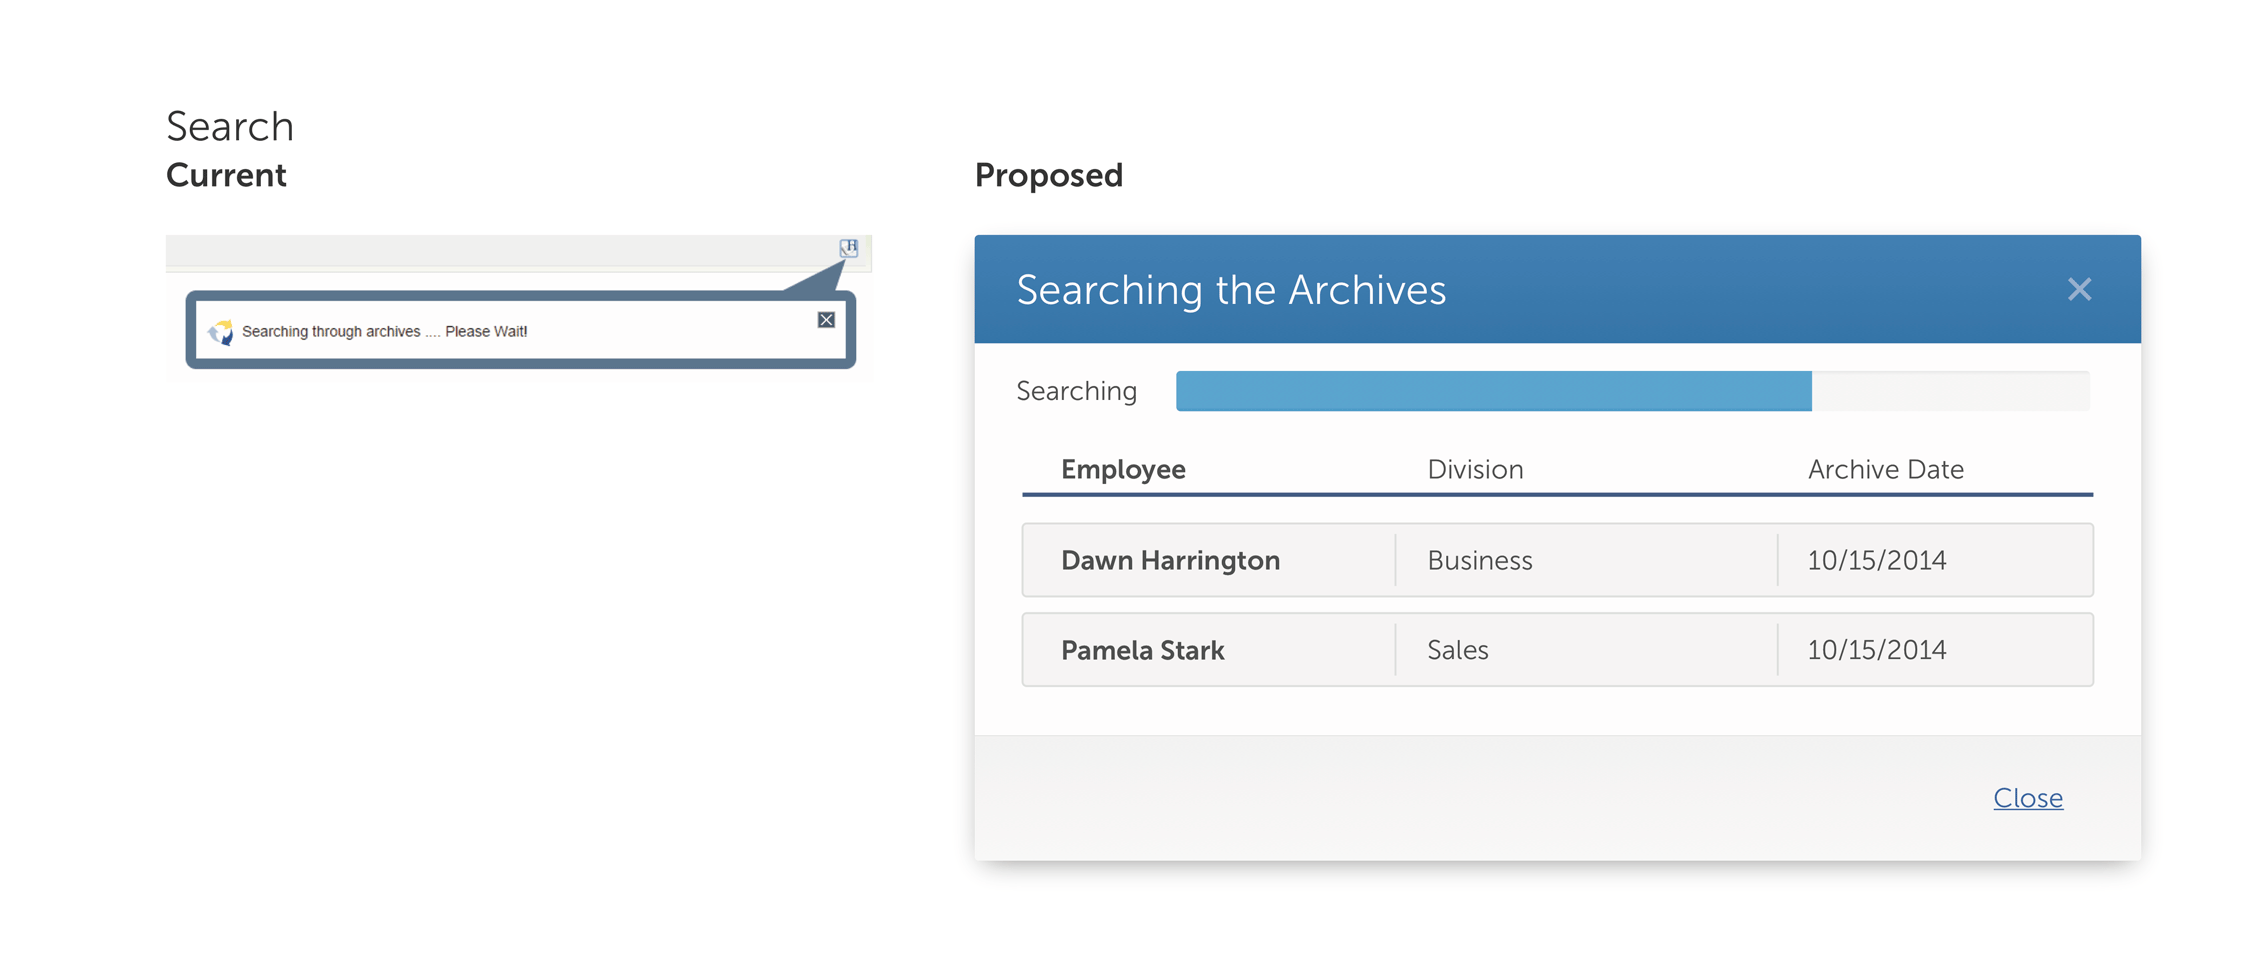 Search
Current
H
Searching through archives .... Please Wait!
Proposed
Searching the Archives
Searching
Employee Division Archive Date
Dawn Harrington Business 10/15/2014
Pamela Stark Sales 10/15/2014
Close